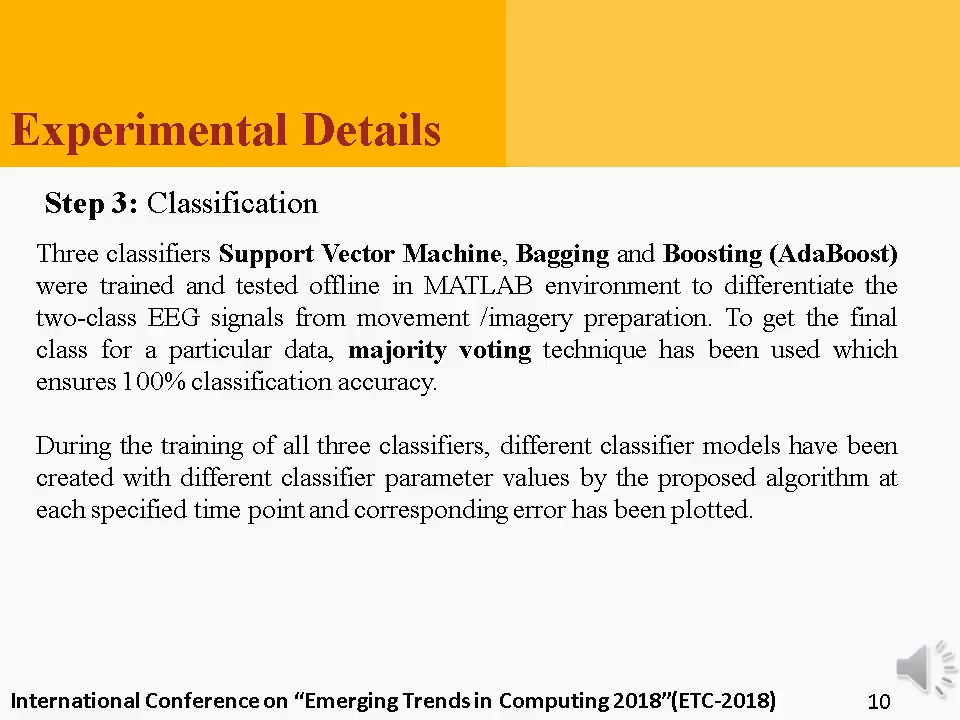 Experimental Details
Step 3: Classification
Three classifiers Support Vector Machine, Bagging and Boosting (AdaBoost)
were trained and tested offline in MATLAB environment to differentiate the
two-class EEG signals from movement /imagery preparation. To get the final
class for a particular data, majority voting technique has been used which
ensures 100% classification accuracy.
During the training of all three classifiers, different classifier models have been
created with different classifier parameter values by the proposed algorithm at
each specified time point and corresponding error has been plotted.
International Conference on “Emerging Trends in Computing 2018”(ETC-2018)
10